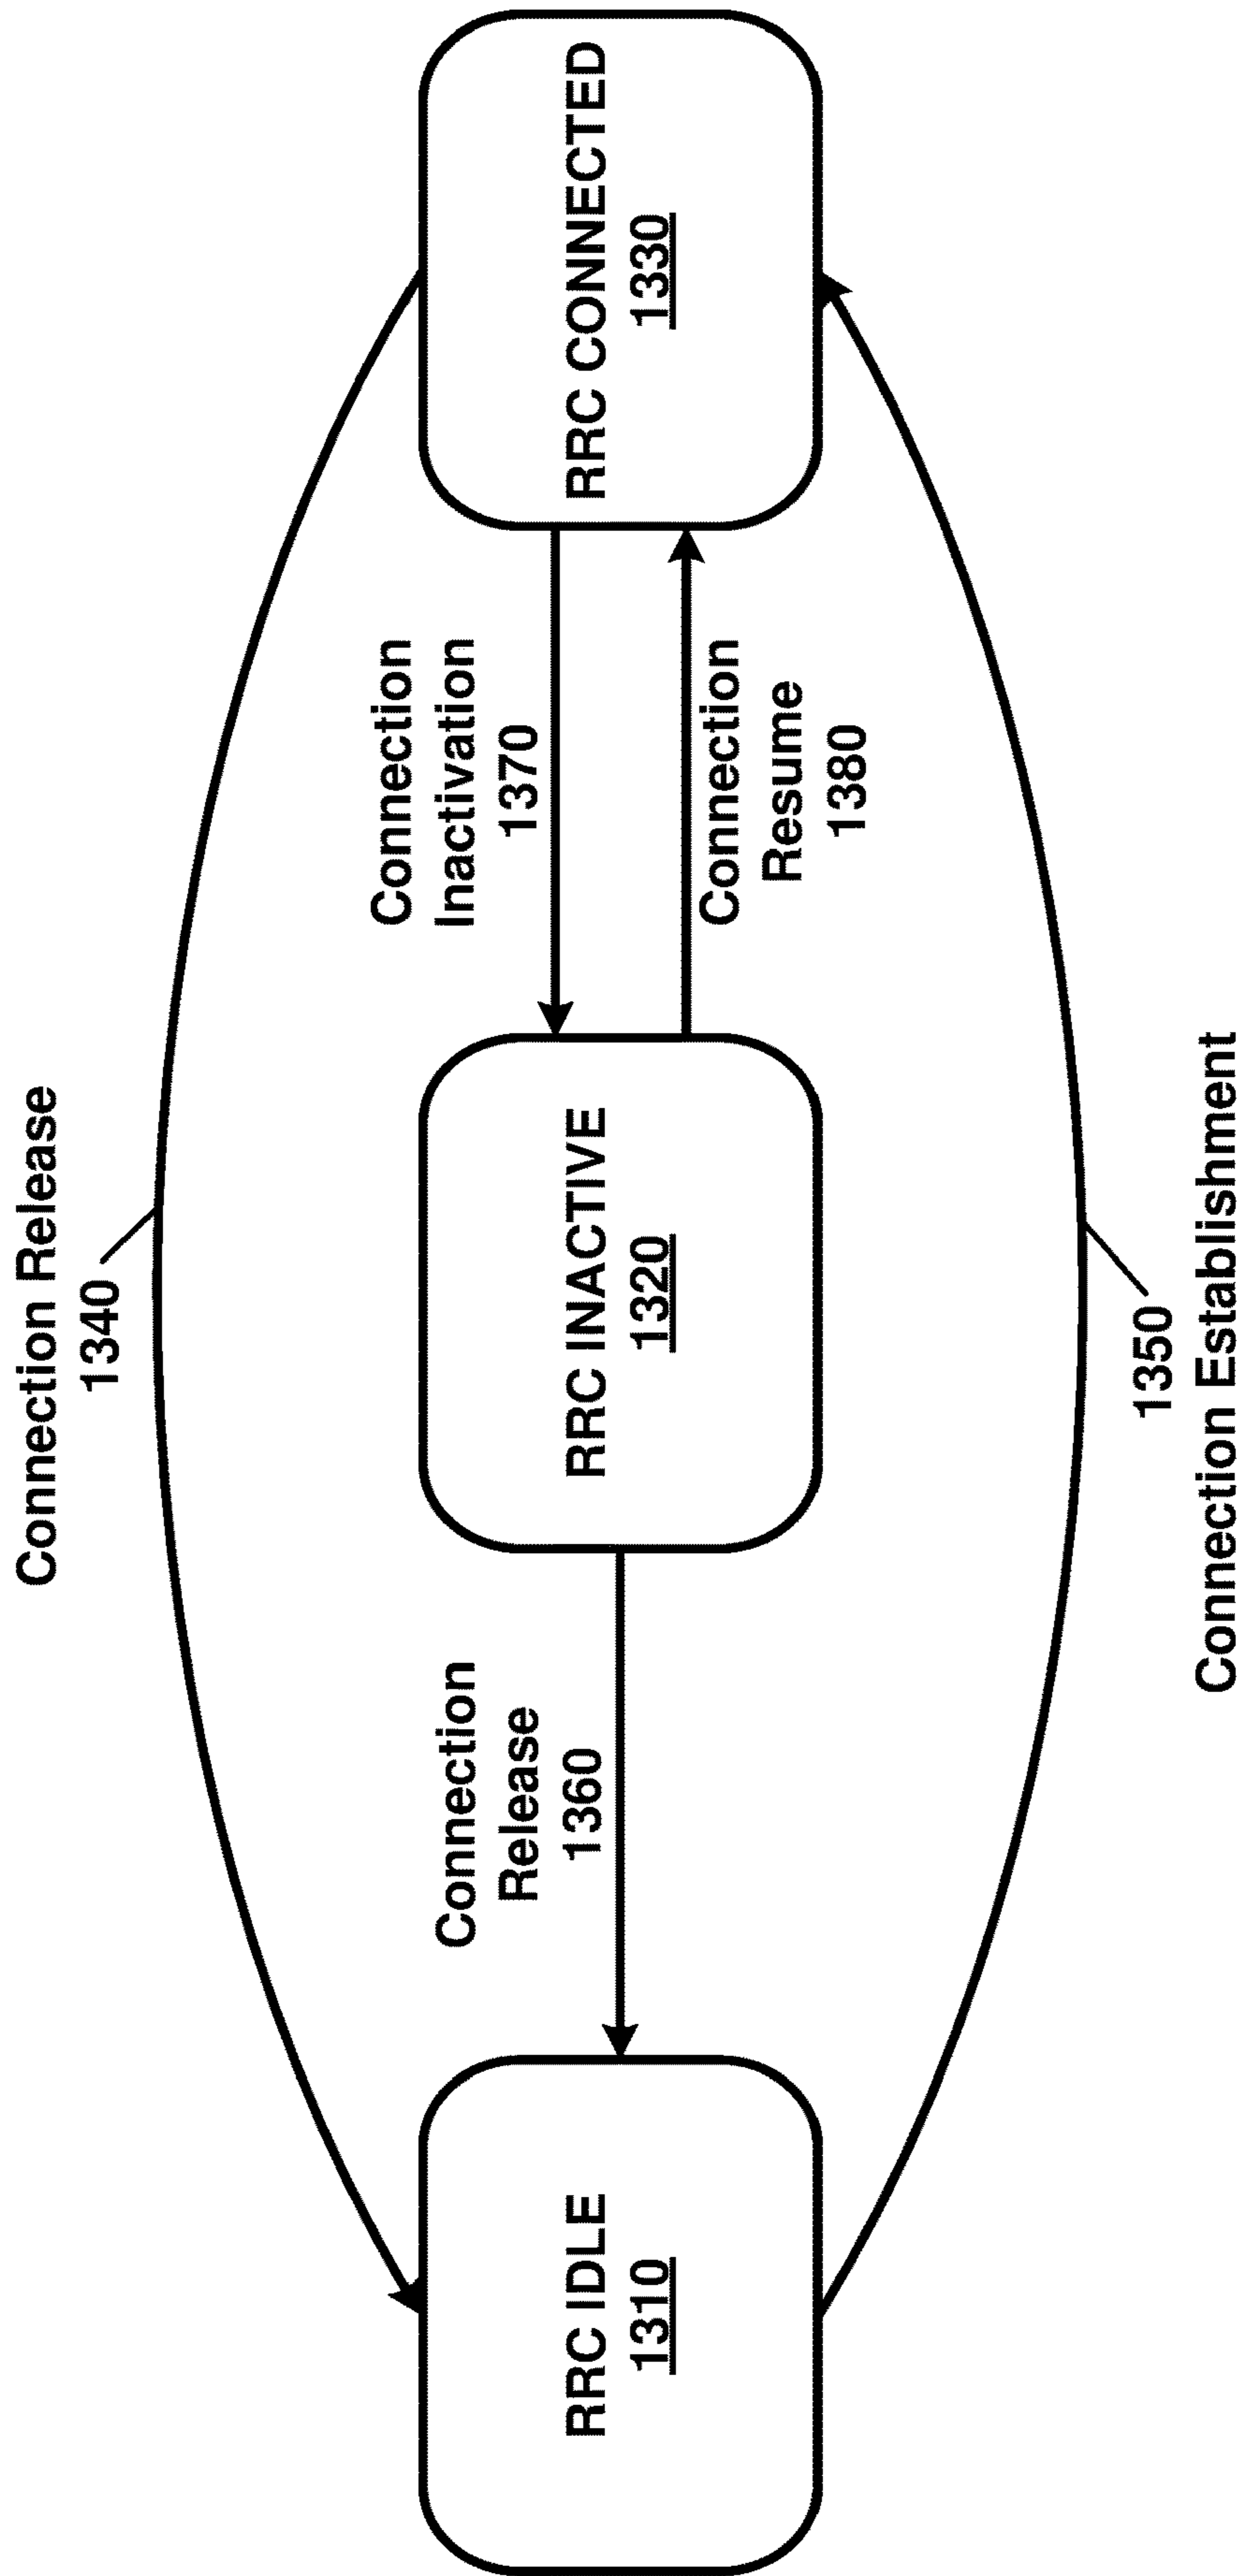 Connection Release
1340
RRC IDLE
1310
Connection
Release
1360
RRC INACTIVE
1320
Connection
Inactivation
1370
Connection
Resume
1380
RRC CONNECTED
1330
1350
Connection Establishment